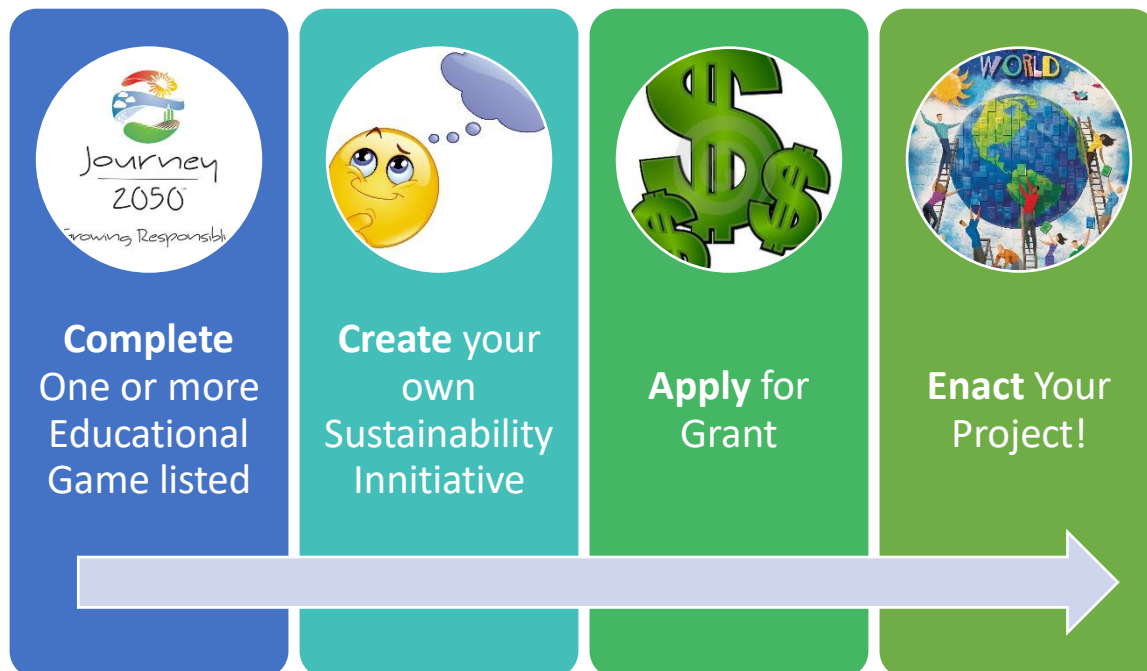 Journey
2050
Growing Responsibly
Complete
One or more
Educational
Game listed
Create your
own
Sustainability
Innitiative
Apply for
Grant
WORLD
Enact Your
Project!